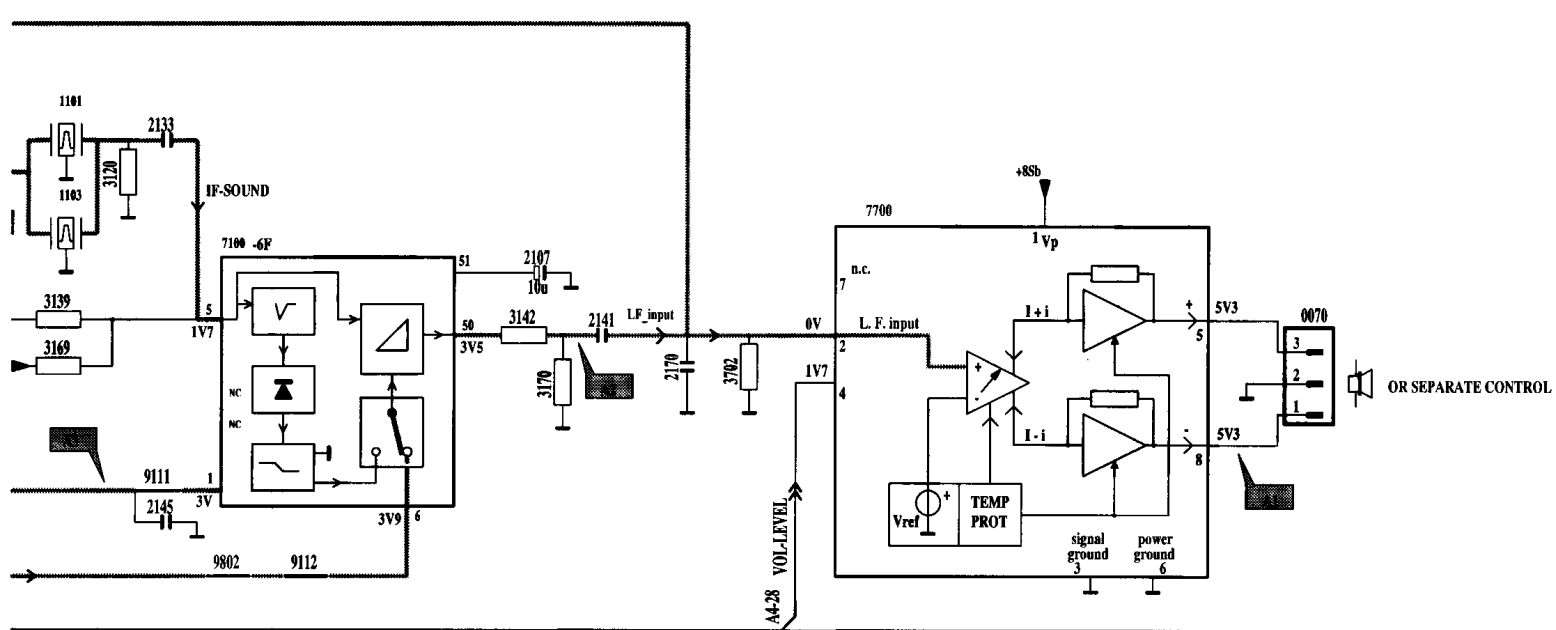 1101
2133
3120
1103
IF-SOUND
7100 -6F
51
2107
10u
3139
5
1V7
3169
50
3V5
3142
2141
LF_input
3170
2170
3702
NC
NC
9111
1
3V
2145
3V9
6
9802
9112
+8Sb
7700
1 Vp
7
n.c.
0V
2
L. F. input
1V7
4
I + i
+
5
5V3
0070
3
2
1
OR SEPARATE CONTROL
+
-
I - i
-
8
5V3
A1
Vref
+
TEMP
PROT
signal
ground
3
power
ground
6
A4-28 VOL-LEVEL